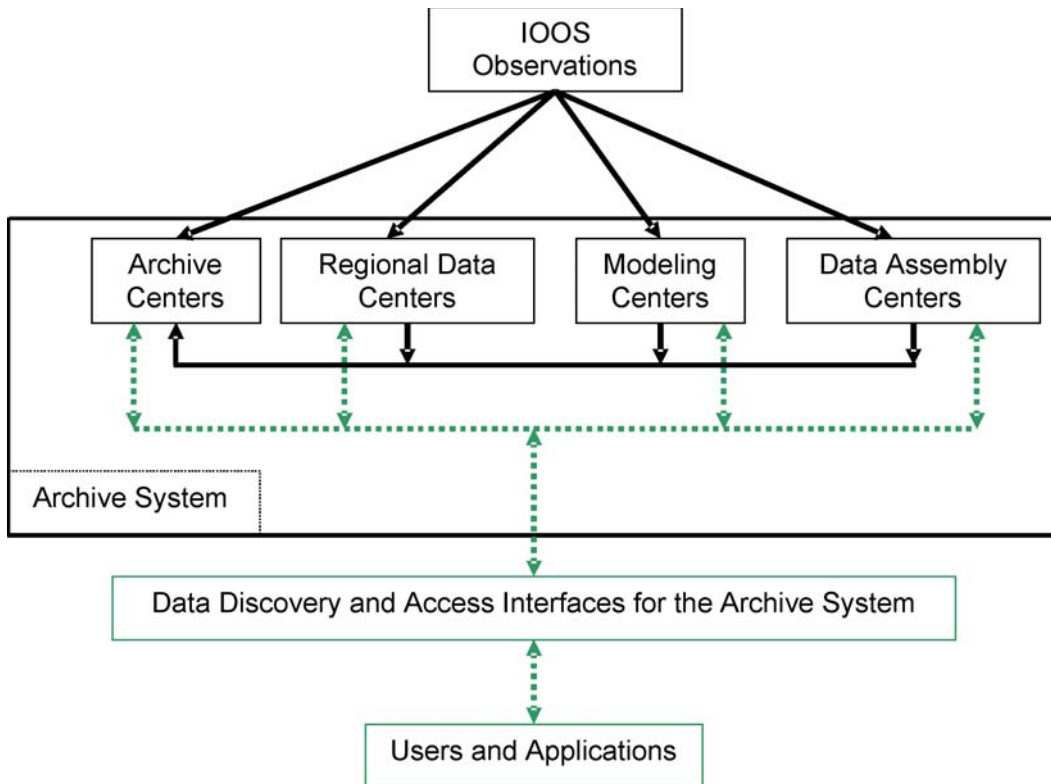 IOOS
Observations
Archive
Centers
Regional Data
Centers
Modeling
Centers
Data Assembly
Centers
Archive System
Data Discovery and Access Interfaces for the Archive System
Users and Applications